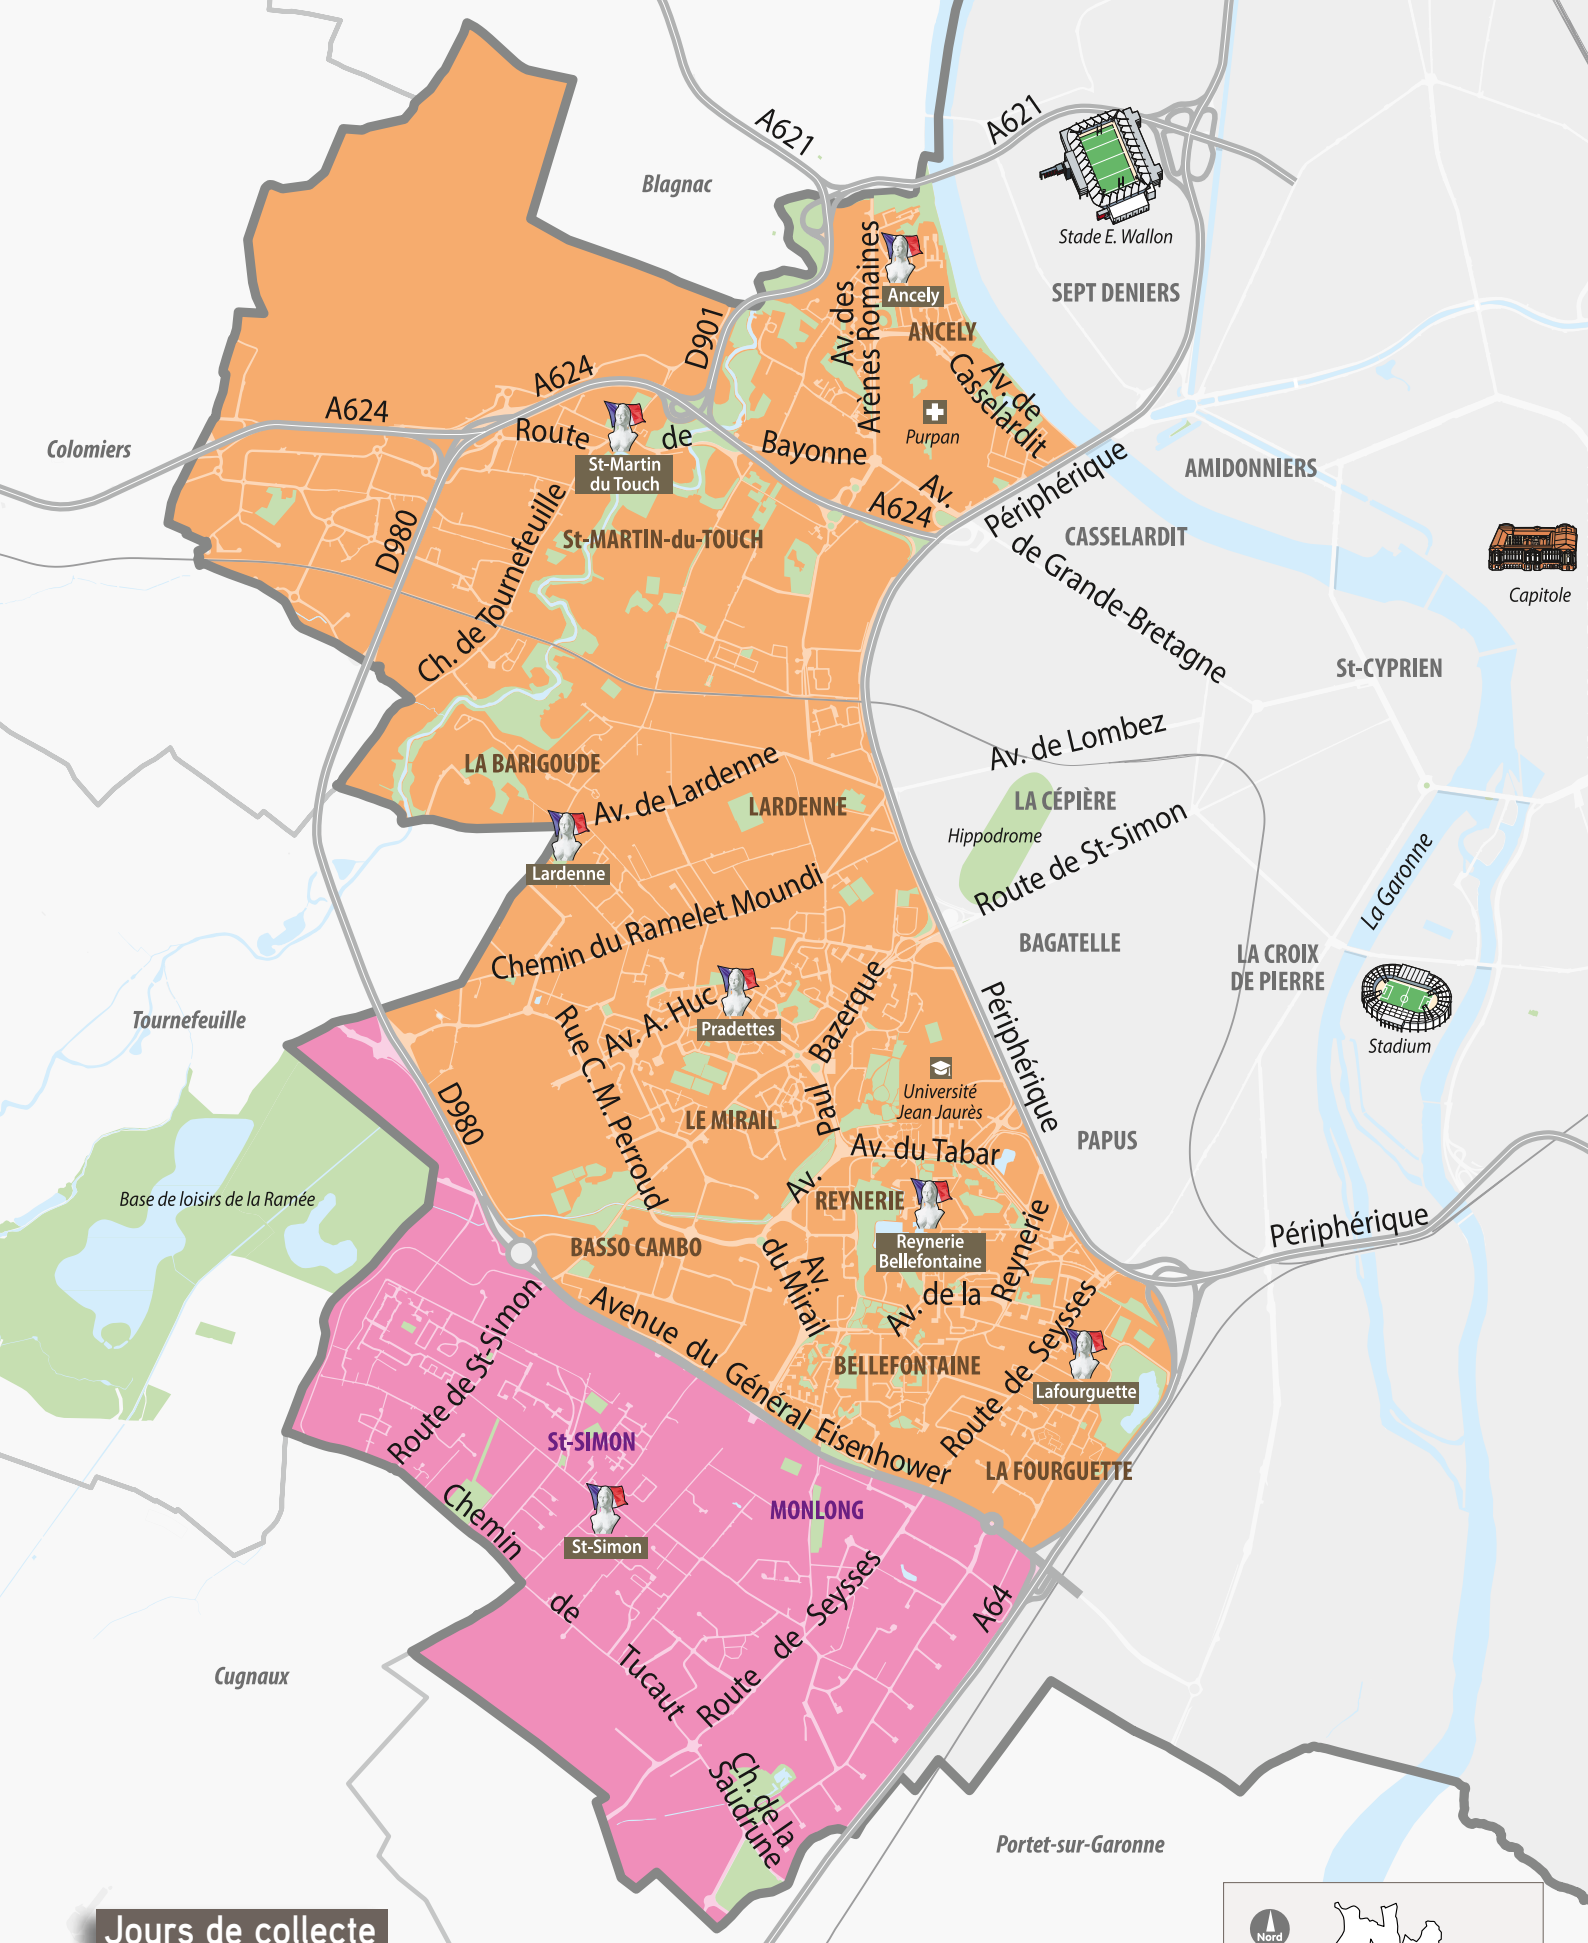 A621
A621
Blagnac
Stade E. Wallon
SEPT DENIERS
Ancely
ANCELY
Av. des
Arènes Romaines
Av. de
Casselardit
D901
A624
A624
Colomiers
Route de Bayonne
St-Martin
du Touch
Purpan
Périphérique
AMIDONNIERS
A624
Av. de Grande-Bretagne
CASSELARDIT
D980
Ch. de Tournefeuille
St-MARTIN-du-TOUCH
Capitole
St-CYPRIEN
Av. de Lombez
LA BARIGOUDE
Av. de Lardenne
LARDENNE
LA CÉPIÈRE
Hippodrome
Route de St-Simon
Lardenne
La Garonne
Chemin du Ramelet Moundi
BAGATELLE
LA CROIX
DE PIERRE
Stadium
Tournefeuille
Av. A. Huc
Pradettes
Rue C. M. Perroud
Av. Paul Bazerque
Périphérique
Université
Jean Jaurès
D980
LE MIRAIL
PAPUS
Av. du Tabar
Base de loisirs de la Ramée
REYNERIE
Reynerie
Bellefontaine
Périphérique
BASSO CAMBO
Av.
du Mirail
Av. de la Reynerie
Route de St-Simon
Avenue du Général Eisenhower
BELLEFONTAINE
Route de Seysses
Lafourguette
St-SIMON
LA FOURGUETTE
MONLONG
St-Simon
Chemin de Tucaut
Route de Seysses
A64
Cugnaux
Ch. de la
Saudrune
Portet-sur-Garonne
Jours de collecte
Nord